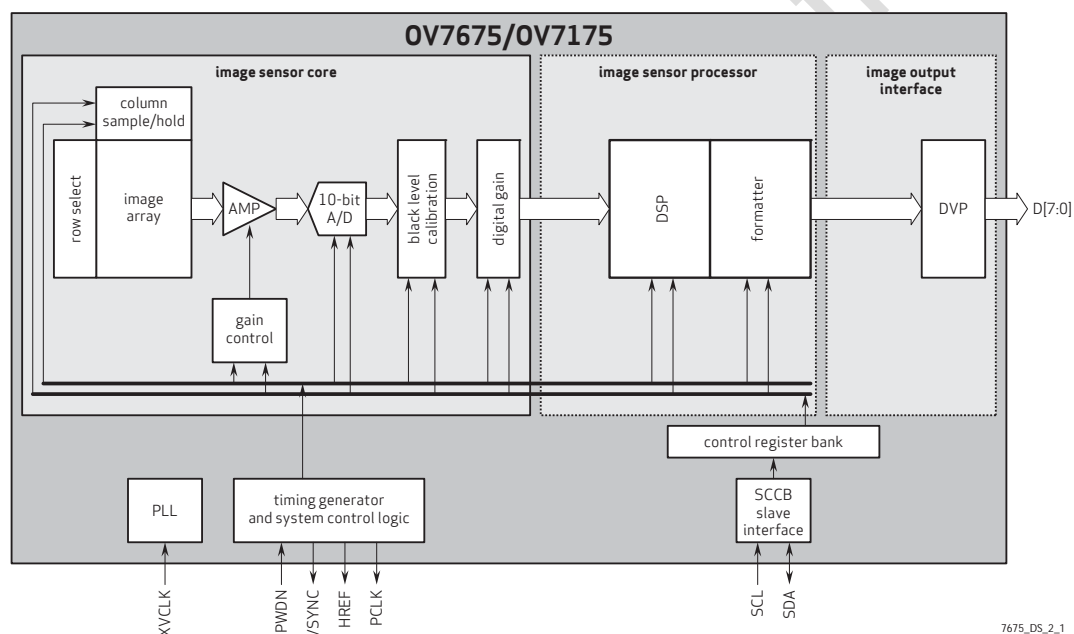 OV7675/OV7175
image sensor core
image sensor processor
image output
interface
column
sample/hold
row select
image
array
AMP
10-bit
A/D
black level
calibration
digital gain
DSP
formatter
DVP
D[7:0]
gain
control
control register bank
PLL
timing generator
and system control logic
SCCB
slave
interface
XVCLK
PWDN
VSYNC
HREF
PCLK
SCL
SDA
7675_DS_2_1